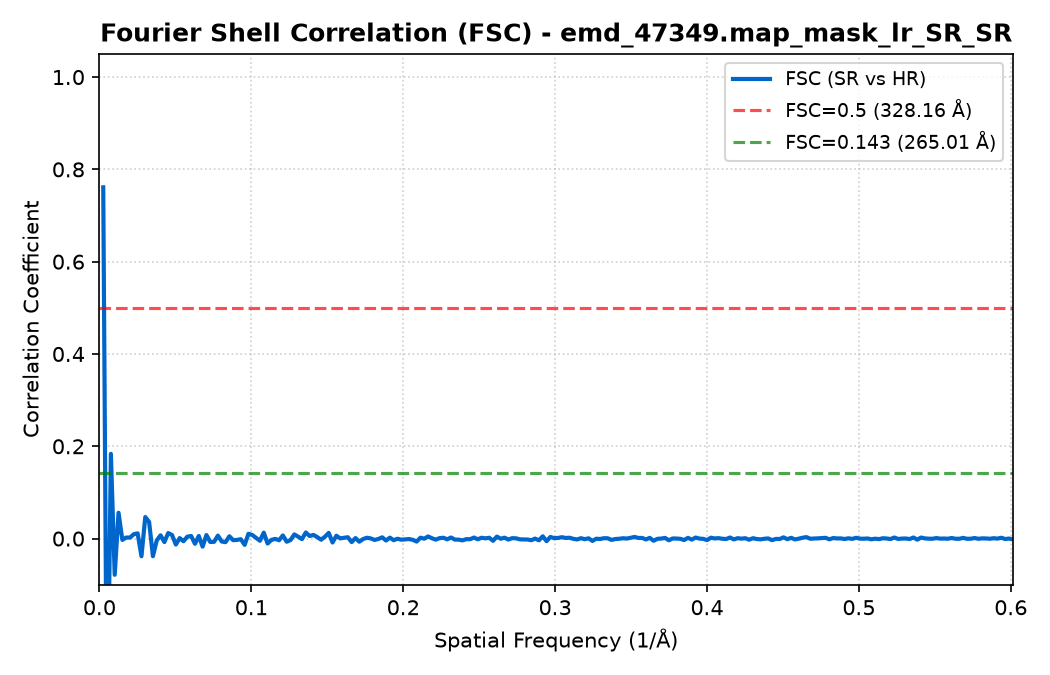 Fourier Shell Correlation (FSC) - emd_47349.map_mask_lr_SR_SR
FSC (SR vs HR)
FSC=0.5 (328.16 Å)
FSC=0.143 (265.01 Å)
Correlation Coefficient
1.0
0.8
0.6
0.4
0.2
0.0
0.0 0.1 0.2 0.3 0.4 0.5 0.6
Spatial Frequency (1/Å)